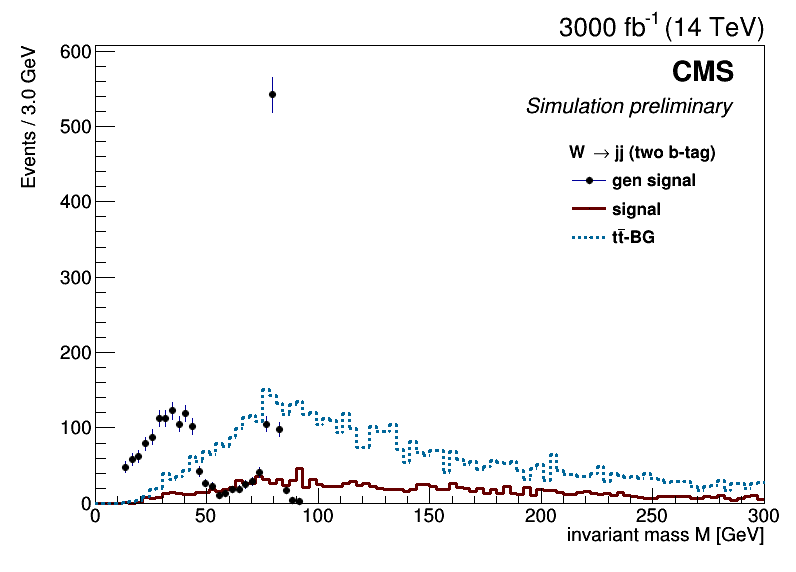 3000 fb-1 (14 TeV)
CMS
Simulation preliminary
W → jj (two b-tag)
gen signal
signal
tt̄-BG
Events / 3.0 GeV
600
500
400
300
200
100
0
0 50 100 150 200 250 300
invariant mass M [GeV]